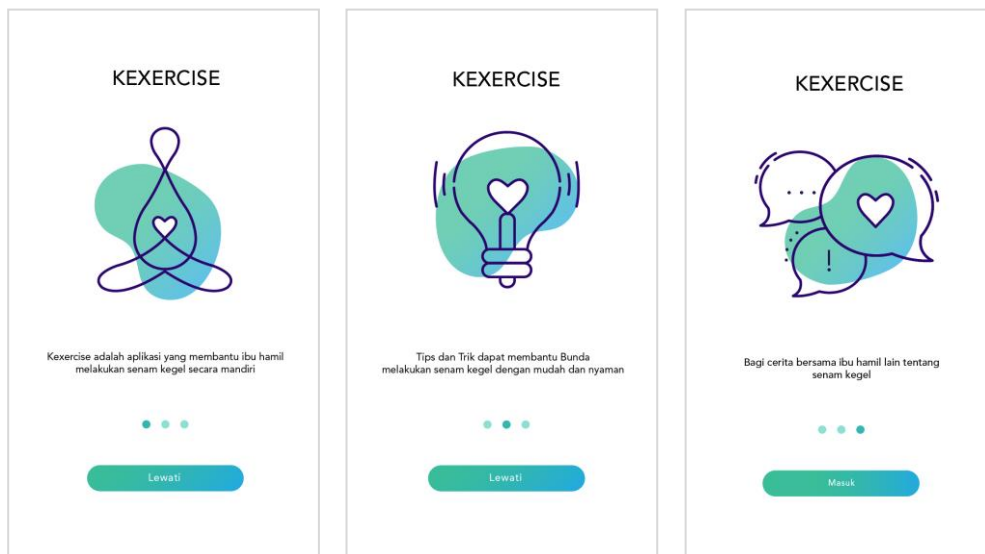 KEXERCISE
Kexercise adalah aplikasi yang membantu ibu hamil
melakukan senam kegel secara mandiri
Lewati
KEXERCISE
Tips dan Trik dapat membantu Bunda
melakukan senam kegel dengan mudah dan nyaman
Lewati
KEXERCISE
...
!
Bagi cerita bersama ibu hamil lain tentang
senam kegel
Masuk